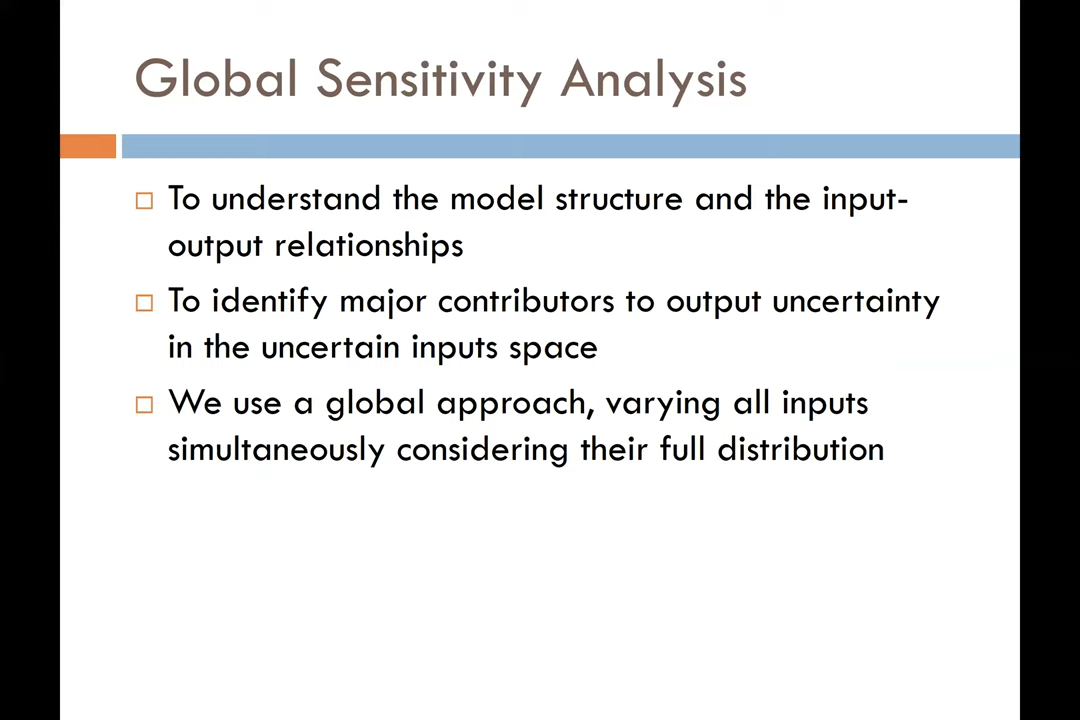 Global Sensitivity Analysis
To understand the model structure and the input-
output relationships
To identify major contributors to output uncertainty
in the uncertain inputs space
We use a global approach, varying all inputs
simultaneously considering their full distribution